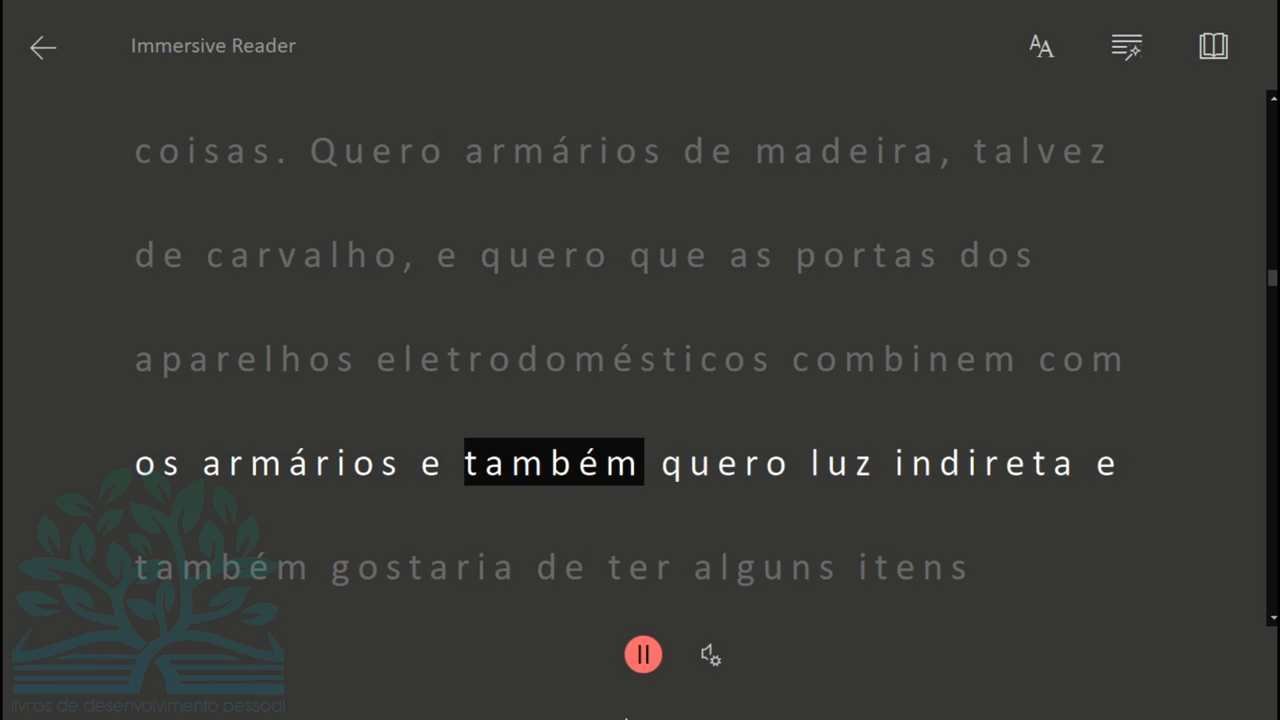 Immersive Reader
coisas. Quero armários de madeira, talvez
de carvalho, e quero que as portas dos
aparelhos eletrodomésticos combinem com
os armários e também quero luz indireta e
também gostaria de ter alguns itens
livros de desenvolvimento pessoal